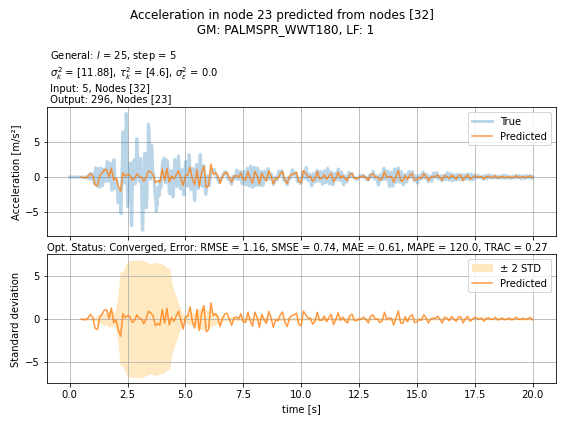 Acceleration in node 23 predicted from nodes [32]
GM: PALMSPR_WWT180, LF: 1
General: l = 25, step = 5
σ²ₖ = [11.88], τ²ₖ = [4.6], σ²ε = 0.0
Input: 5, Nodes [32]
Output: 296, Nodes [23]
Acceleration [m/s²]
5
0
−5
True
Predicted
Opt. Status: Converged, Error: RMSE = 1.16, SMSE = 0.74, MAE = 0.61, MAPE = 120.0, TRAC = 0.27
Standard deviation
5
0
−5
± 2 STD
Predicted
0.0 2.5 5.0 7.5 10.0 12.5 15.0 17.5 20.0
time [s]